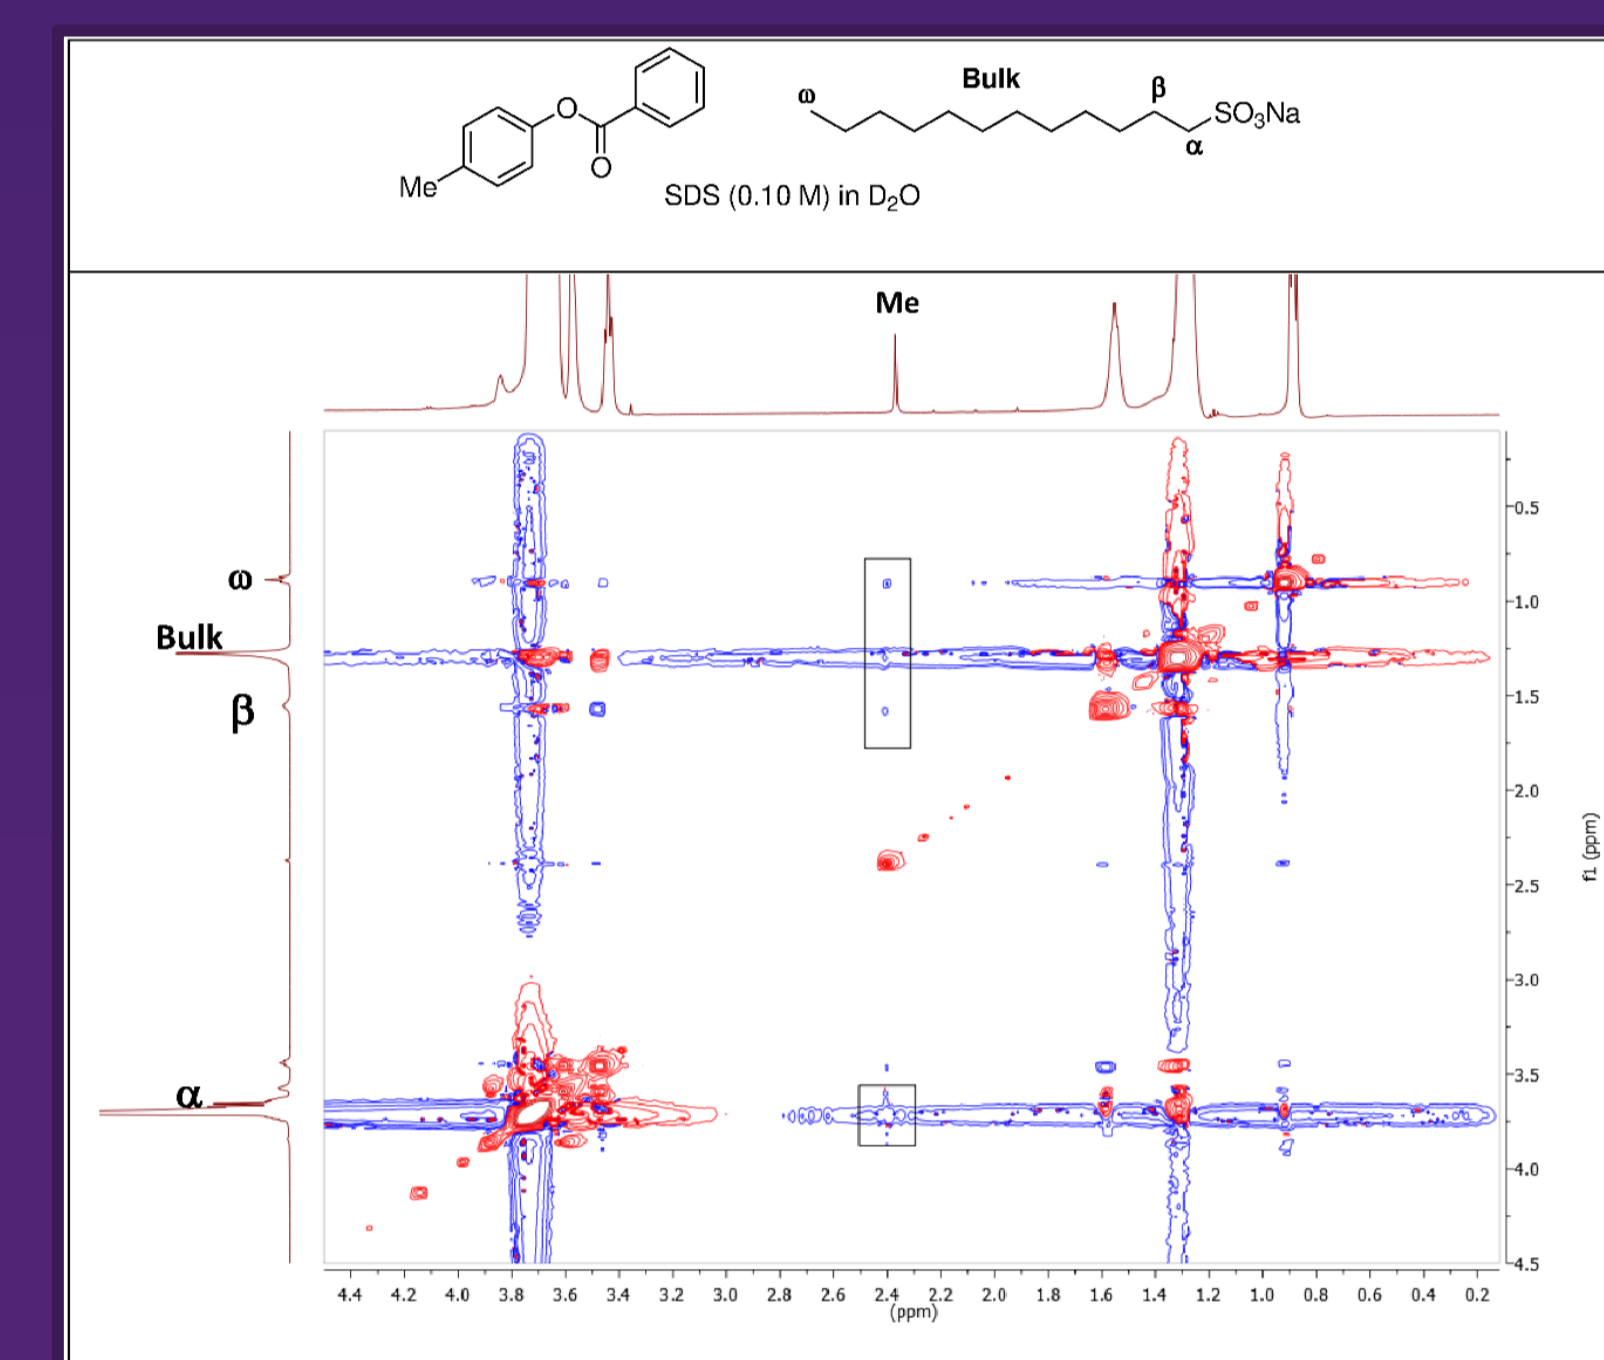 ω Bulk β
SO₃Na
α
O
O
Me
SDS (0.10 M) in D₂O
Me
ω
Bulk
β
α
0.5
1.0
1.5
2.0
2.5
3.0
3.5
4.0
4.5
f1 (ppm)
4.4 4.2 4.0 3.8 3.6 3.4 3.2 3.0 2.8 2.6 2.4 2.2 2.0 1.8 1.6 1.4 1.2 1.0 0.8 0.6 0.4 0.2
(ppm)